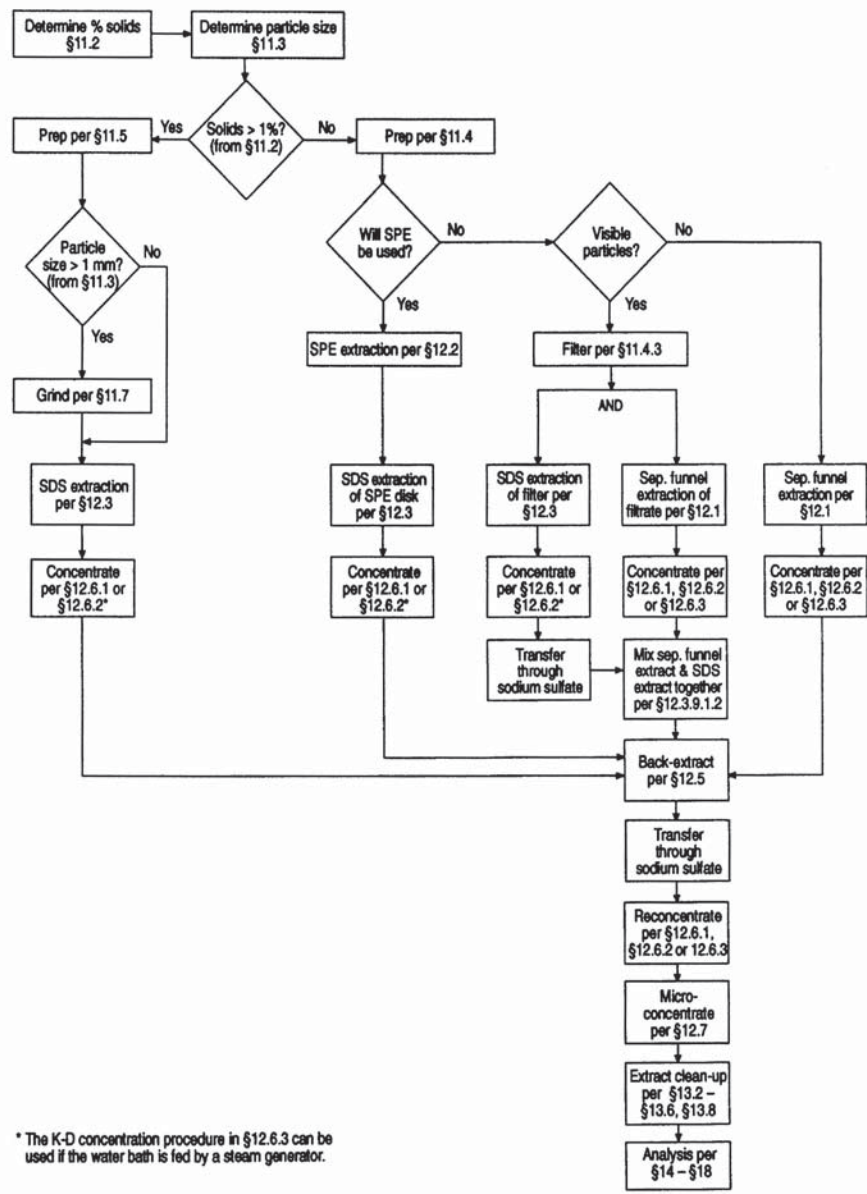 Determine % solids
§11.2
Determine particle size
§11.3
Solids > 1%?
(from §11.2)
Yes
No
Prep per §11.5
Prep per §11.4
Particle
size > 1 mm?
(from §11.3)
No
Yes
Will SPE
be used?
No
Yes
Visible
particles?
No
Yes
Grind per §11.7
SPE extraction per §12.2
Filter per §11.4.3
AND
SDS extraction
per §12.3
SDS extraction
of SPE disk
per §12.3
SDS extraction
of filter per
§12.3
Sep. funnel
extraction of
filtrate per §12.1
Sep. funnel
extraction per
§12.1
Concentrate
per §12.6.1 or
§12.6.2*
Concentrate
per §12.6.1 or
§12.6.2*
Concentrate
per §12.6.1 or
§12.6.2*
Concentrate per
§12.6.1, §12.6.2
or §12.6.3
Concentrate per
§12.6.1, §12.6.2
or §12.6.3
Transfer
through
sodium sulfate
Mix sep. funnel
extract & SDS
extract together
per §12.3.9.1.2
Back-extract
per §12.5
Transfer
through
sodium sulfate
Reconcentrate
per §12.6.1,
§12.6.2 or 12.6.3
Micro-
concentrate
per §12.7
Extract clean-up
per §13.2 –
§13.6, §13.8
Analysis per
§14 – §18
* The K-D concentration procedure in §12.6.3 can be
used if the water bath is fed by a steam generator.